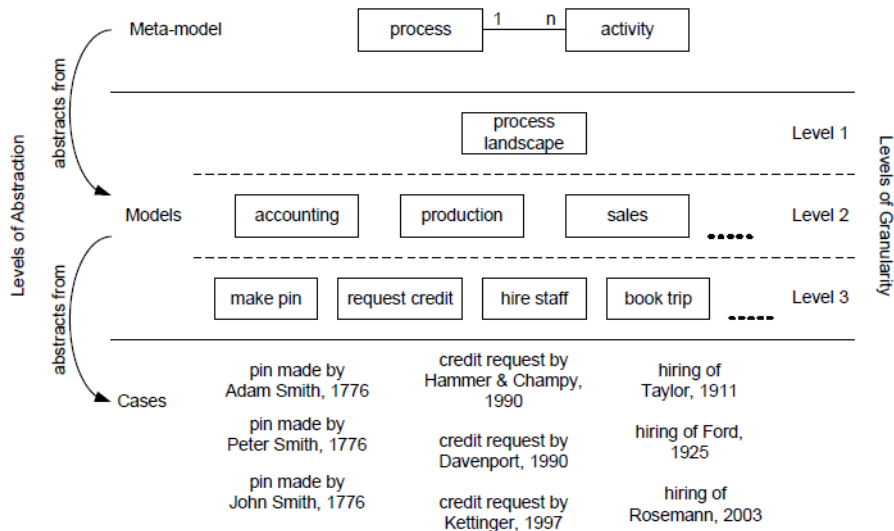 Meta-model
process
1
n
activity
abstracts from
Levels of Abstraction
process
landscape
Level 1
Levels of Granularity
Models
accounting
production
sales
Level 2
abstracts from
make pin
request credit
hire staff
book trip
Level 3
Cases
pin made by
Adam Smith, 1776
credit request by
Hammer & Champy,
1990
hiring of
Taylor, 1911
pin made by
Peter Smith, 1776
credit request by
Davenport, 1990
hiring of Ford,
1925
pin made by
John Smith, 1776
credit request by
Kettinger, 1997
hiring of
Rosemann, 2003